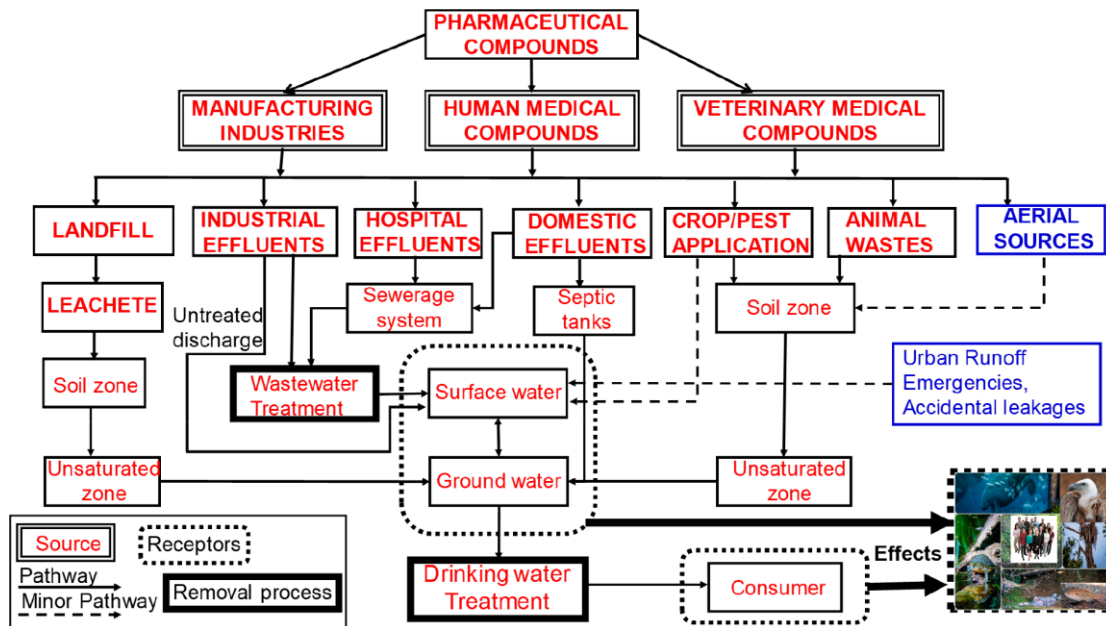 PHARMACEUTICAL
COMPOUNDS
MANUFACTURING
INDUSTRIES
HUMAN MEDICAL
COMPOUNDS
VETERINARY MEDICAL
COMPOUNDS
LANDFILL
INDUSTRIAL
EFFLUENTS
HOSPITAL
EFFLUENTS
DOMESTIC
EFFLUENTS
CROP/PEST
APPLICATION
ANIMAL
WASTES
AERIAL
SOURCES
LEACHETE
Untreated
discharge
Sewerage
system
Septic
tanks
Soil zone
Soil zone
Wastewater
Treatment
Surface water
Urban Runoff
Emergencies,
Accidental leakages
Unsaturated
zone
Ground water
Unsaturated
zone
Source
Receptors
Pathway
Minor Pathway
Removal process
Drinking water
Treatment
Consumer
Effects